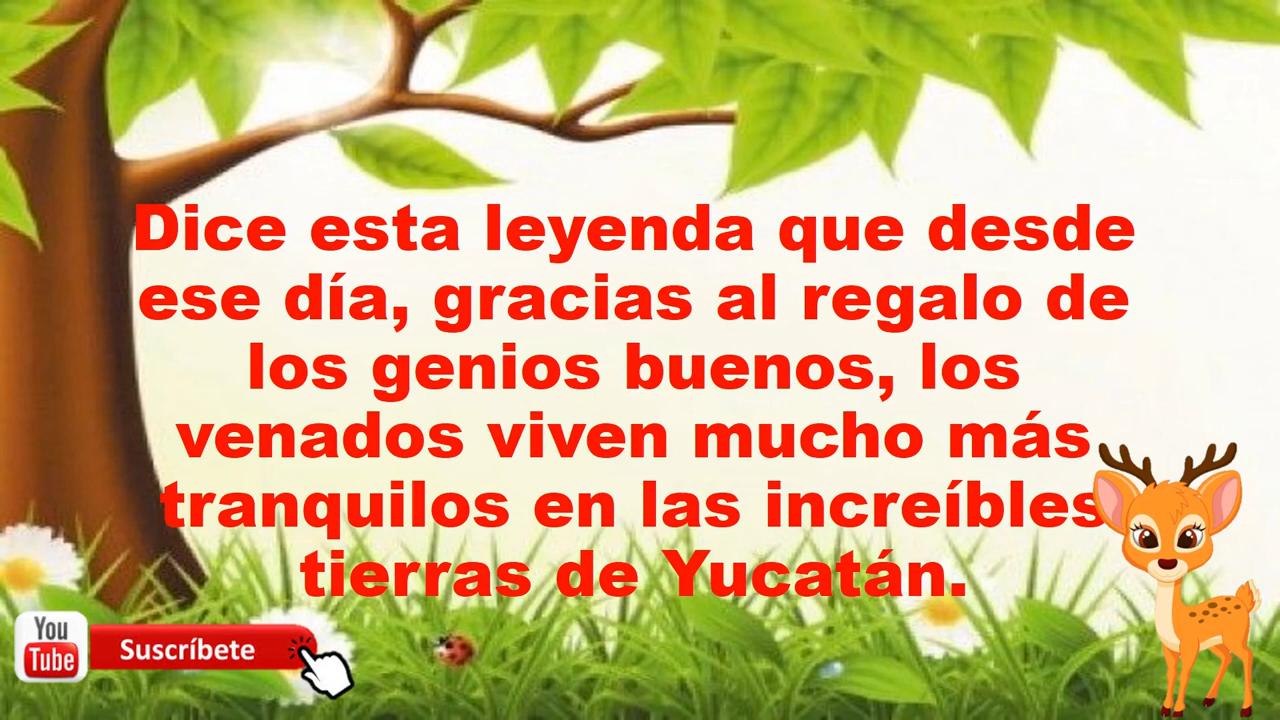 Dice esta leyenda que desde
ese día, gracias al regalo de
los genios buenos, los
venados viven mucho más
tranquilos en las increíbles
tierras de Yucatán.
You
Tube
Suscríbete